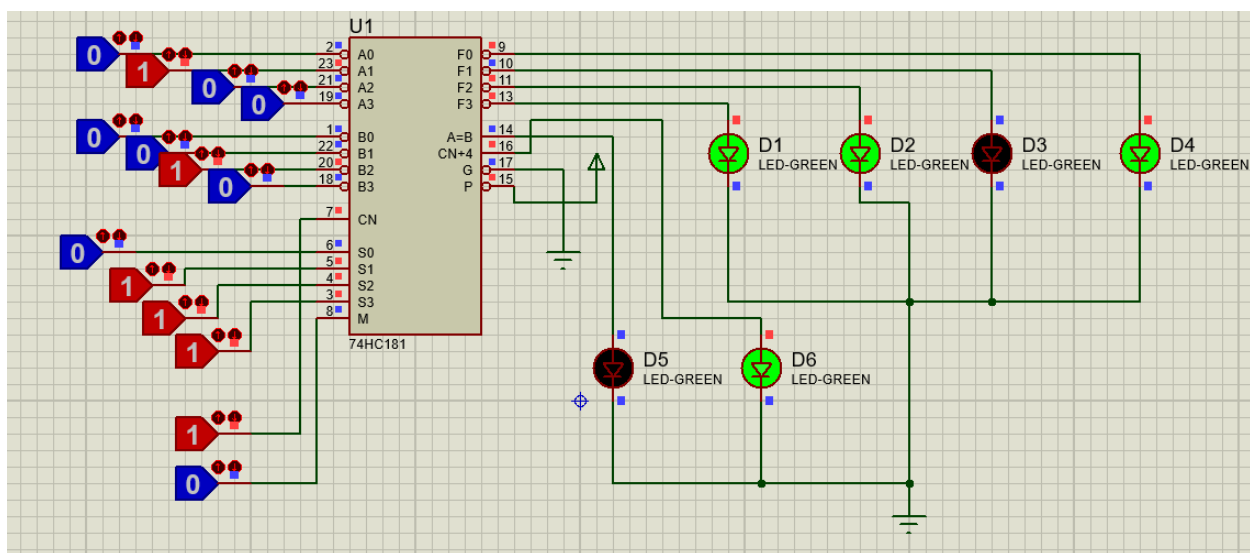 U1
0
1
0
0
0
0
1
0
0
1
1
1
1
0
2
23
21
19
1
22
20
18
7
6
5
4
3
8
A0
A1
A2
A3
B0
B1
B2
B3
CN
S0
S1
S2
S3
M
F0
F1
F2
F3
A=B
CN+4
G
P
9
10
11
13
14
16
17
15
74HC181
D1
LED-GREEN
D2
LED-GREEN
D3
LED-GREEN
D4
LED-GREEN
D5
LED-GREEN
D6
LED-GREEN